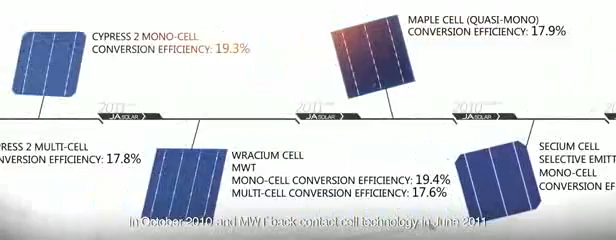 CYPRESS 2 MONO-CELL
CONVERSION EFFICIENCY: 19.3%
MAPLE CELL (QUASI-MONO)
CONVERSION EFFICIENCY: 17.9%
2011
JA SOLAR
JA SOLAR
2010
JA SOLAR
PRESS 2 MULTI-CELL
NVERSION EFFICIENCY: 17.8%
WRACIUM CELL
MWT
MONO-CELL CONVERSION EFFICIENCY: 19.4%
MULTI-CELL CONVERSION EFFICIENCY: 17.6%
SECIUM CELL
SELECTIVE EMITT
MONO-CELL
CONVERSION EF
in October 2010 and MWT back contact cell technology in June 2011